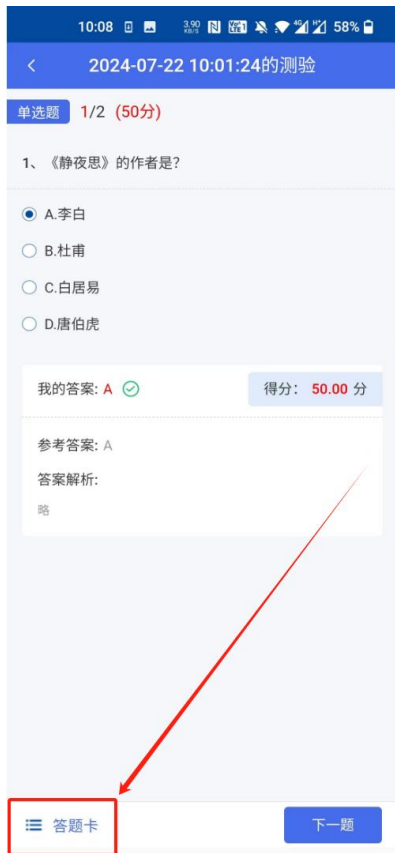 10:08 3.90 KB/S 58%
2024-07-22 10:01:24的测验
单选题 1/2 (50分)
1、《静夜思》的作者是?
A.李白
B.杜甫
C.白居易
D.唐伯虎
我的答案: A 得分: 50.00 分
参考答案: A
答案解析:
略
答题卡 下一题